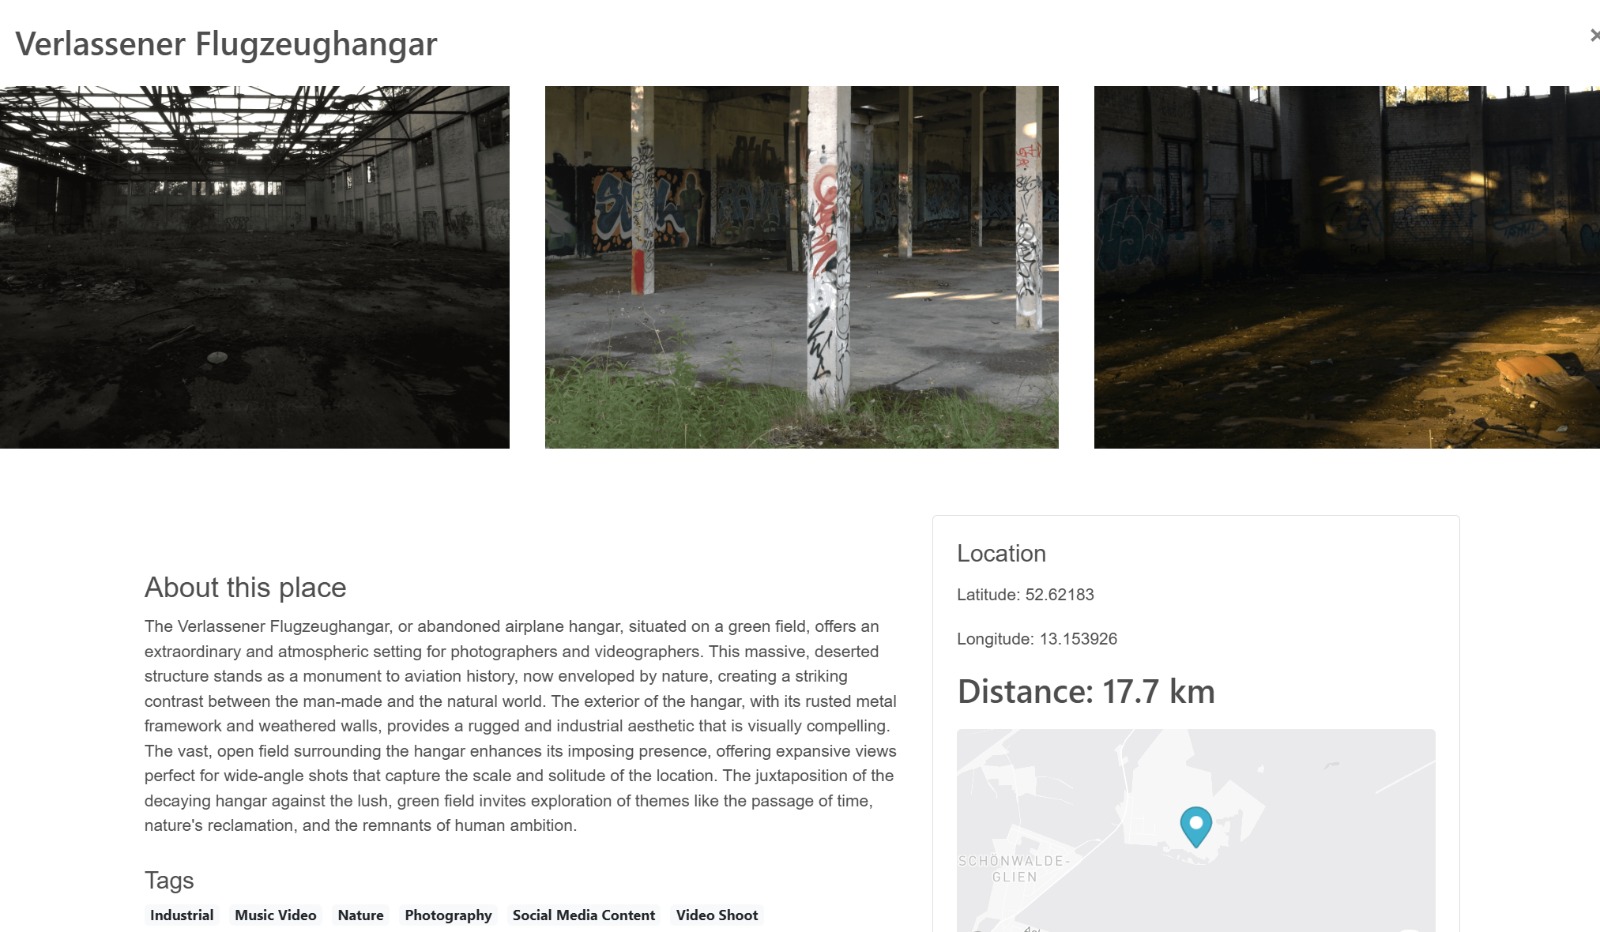 Verlassener Flugzeughangar
×
About this place
The Verlassener Flugzeughangar, or abandoned airplane hangar, situated on a green field, offers an
extraordinary and atmospheric setting for photographers and videographers. This massive, deserted
structure stands as a monument to aviation history, now enveloped by nature, creating a striking
contrast between the man-made and the natural world. The exterior of the hangar, with its rusted metal
framework and weathered walls, provides a rugged and industrial aesthetic that is visually compelling.
The vast, open field surrounding the hangar enhances its imposing presence, offering expansive views
perfect for wide-angle shots that capture the scale and solitude of the location. The juxtaposition of the
decaying hangar against the lush, green field invites exploration of themes like the passage of time,
nature's reclamation, and the remnants of human ambition.
Tags
Industrial Music Video Nature Photography Social Media Content Video Shoot
Location
Latitude: 52.62183
Longitude: 13.153926
Distance: 17.7 km
SCHÖNWALDE-
GLIEN